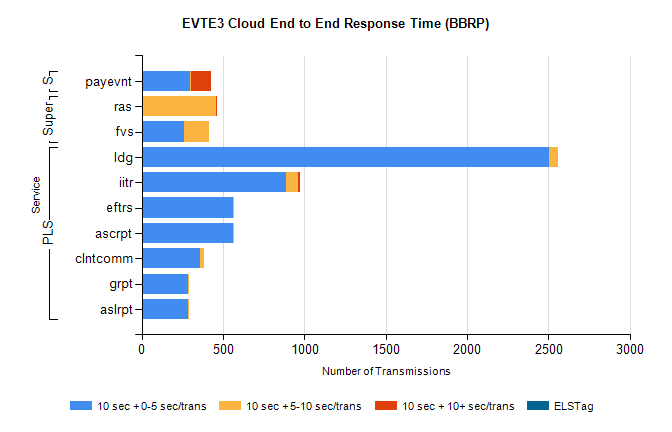 EVTE3 Cloud End to End Response Time (BBRP)
payevnt
ras
fvs
ldg
iitr
eftrs
ascrpt
clntcomm
grpt
aslrpt
S
Super
PLS
Service
0 500 1000 1500 2000 2500 3000
Number of Transmissions
10 sec +0-5 sec/trans 10 sec +5-10 sec/trans 10 sec + 10+ sec/trans ELSTag